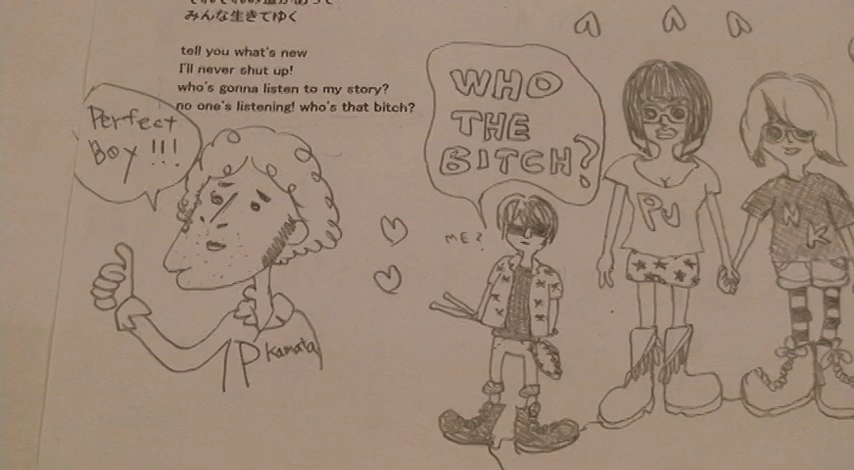 みんな生きてゆく
tell you what's new
I'll never shut up!
who's gonna listen to my story?
no one's listening! who's that bitch?
Perfect
Boy!!!
P Kamata
WHO
THE
BITCH?
ME?
PU
NK